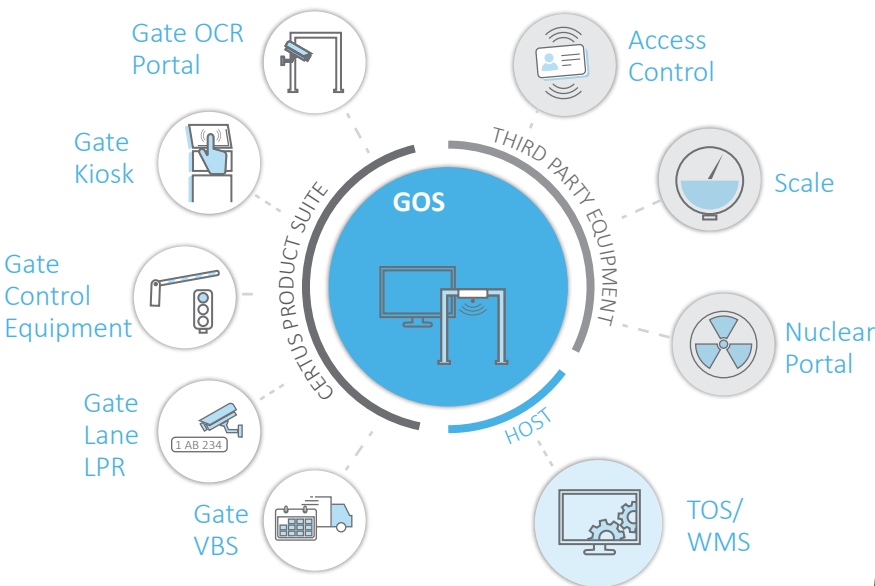 Gate OCR
Portal
Gate
Kiosk
Gate
Control
Equipment
Gate
Lane
LPR
1 AB 234
Gate
VBS
CERTUS PRODUCT SUITE
GOS
THIRD PARTY EQUIPMENT
HOST
Access
Control
Scale
Nuclear
Portal
TOS/
WMS